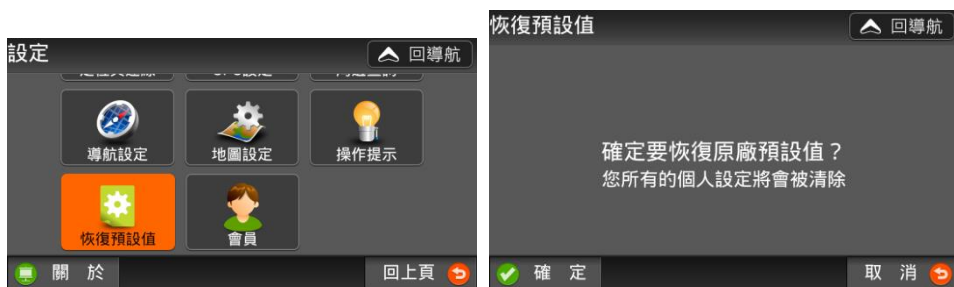 設定
回導航
導航設定
地圖設定
操作提示
恢復預設值
會員
關於
回上頁
恢復預設值
回導航
確定要恢復原廠預設值？
您所有的個人設定將會被清除
確定
取消